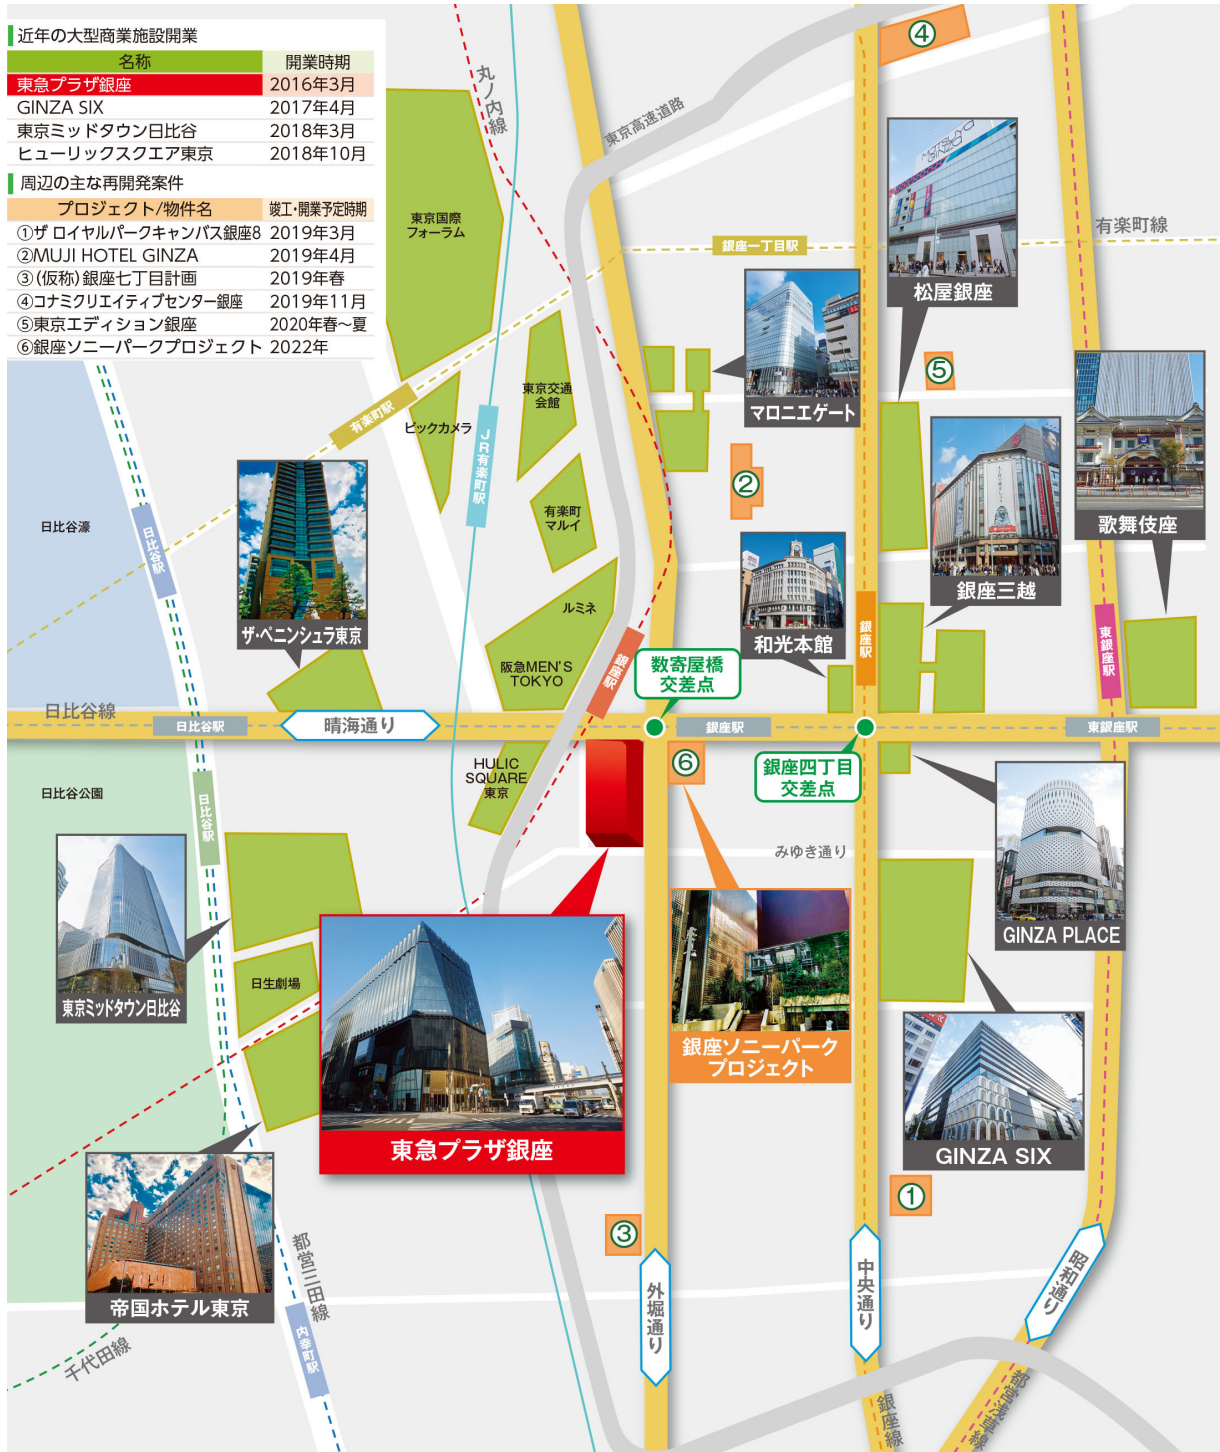 近年の大型商業施設開業
名称 開業時期
東急プラザ銀座 2016年3月
GINZA SIX 2017年4月
東京ミッドタウン日比谷 2018年3月
ヒューリックスクエア東京 2018年10月
周辺の主な再開発案件
プロジェクト/物件名 竣工・開業予定時期
①ザ ロイヤルパークキャンバス銀座8 2019年3月
②MUJI HOTEL GINZA 2019年4月
③(仮称)銀座七丁目計画 2019年春
④コナミクリエイティブセンター銀座 2019年11月
⑤東京エディション銀座 2020年春～夏
⑥銀座ソニーパークプロジェクト 2022年
丸ノ内線
東京高速道路
④
東京国際
フォーラム
銀座一丁目駅
有楽町線
松屋銀座
マロニエゲート
⑤
東京交通
会館
有楽町駅
ビックカメラ
JR有楽町駅
②
有楽町
マルイ
日比谷濠
日比谷駅
歌舞伎座
銀座三越
ルミネ
ザ・ペニンシュラ東京
和光本館
銀座駅
東銀座駅
銀座駅
阪急MEN'S
TOKYO
数寄屋橋
交差点
日比谷線
日比谷駅
晴海通り
銀座駅
東銀座駅
HULIC
SQUARE
東京
⑥
銀座四丁目
交差点
日比谷公園
日比谷駅
みゆき通り
GINZA PLACE
東京ミッドタウン日比谷
日生劇場
銀座ソニーパーク
プロジェクト
東急プラザ銀座
GINZA SIX
①
③
帝国ホテル東京
都営三田線
内幸町駅
千代田線
外堀通り
中央通り
昭和通り
銀座線
都営浅草線